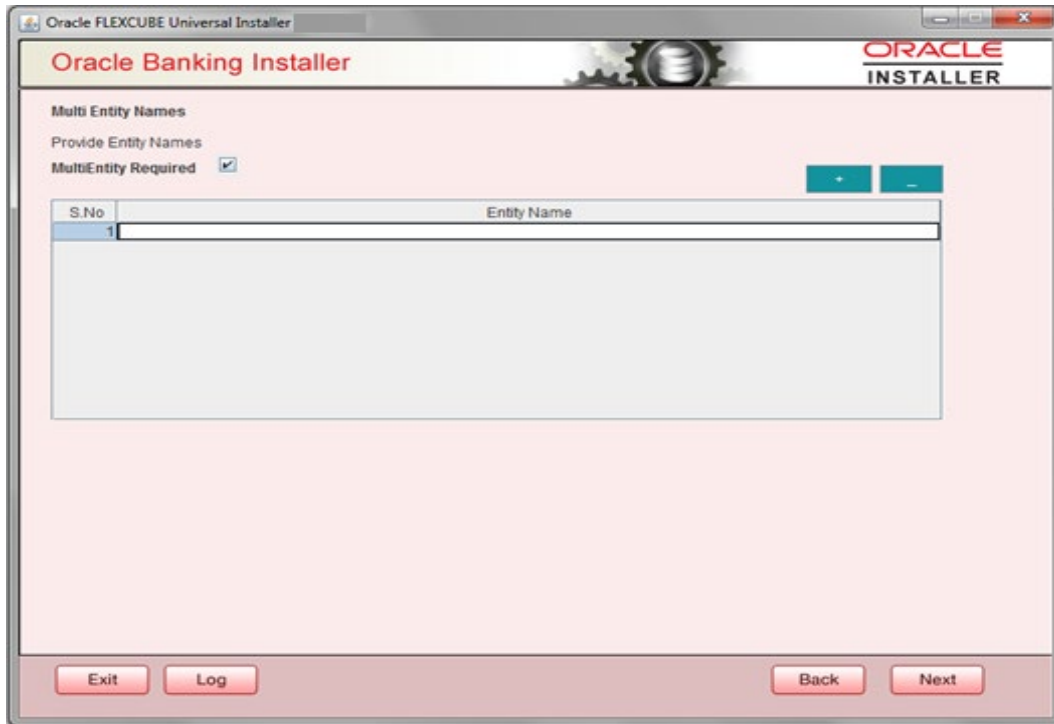 Oracle FLEXCUBE Universal Installer
Oracle Banking Installer
ORACLE
INSTALLER
Multi Entity Names
Provide Entity Names
MultiEntity Required
+ _
S.No Entity Name
1
Exit Log Back Next